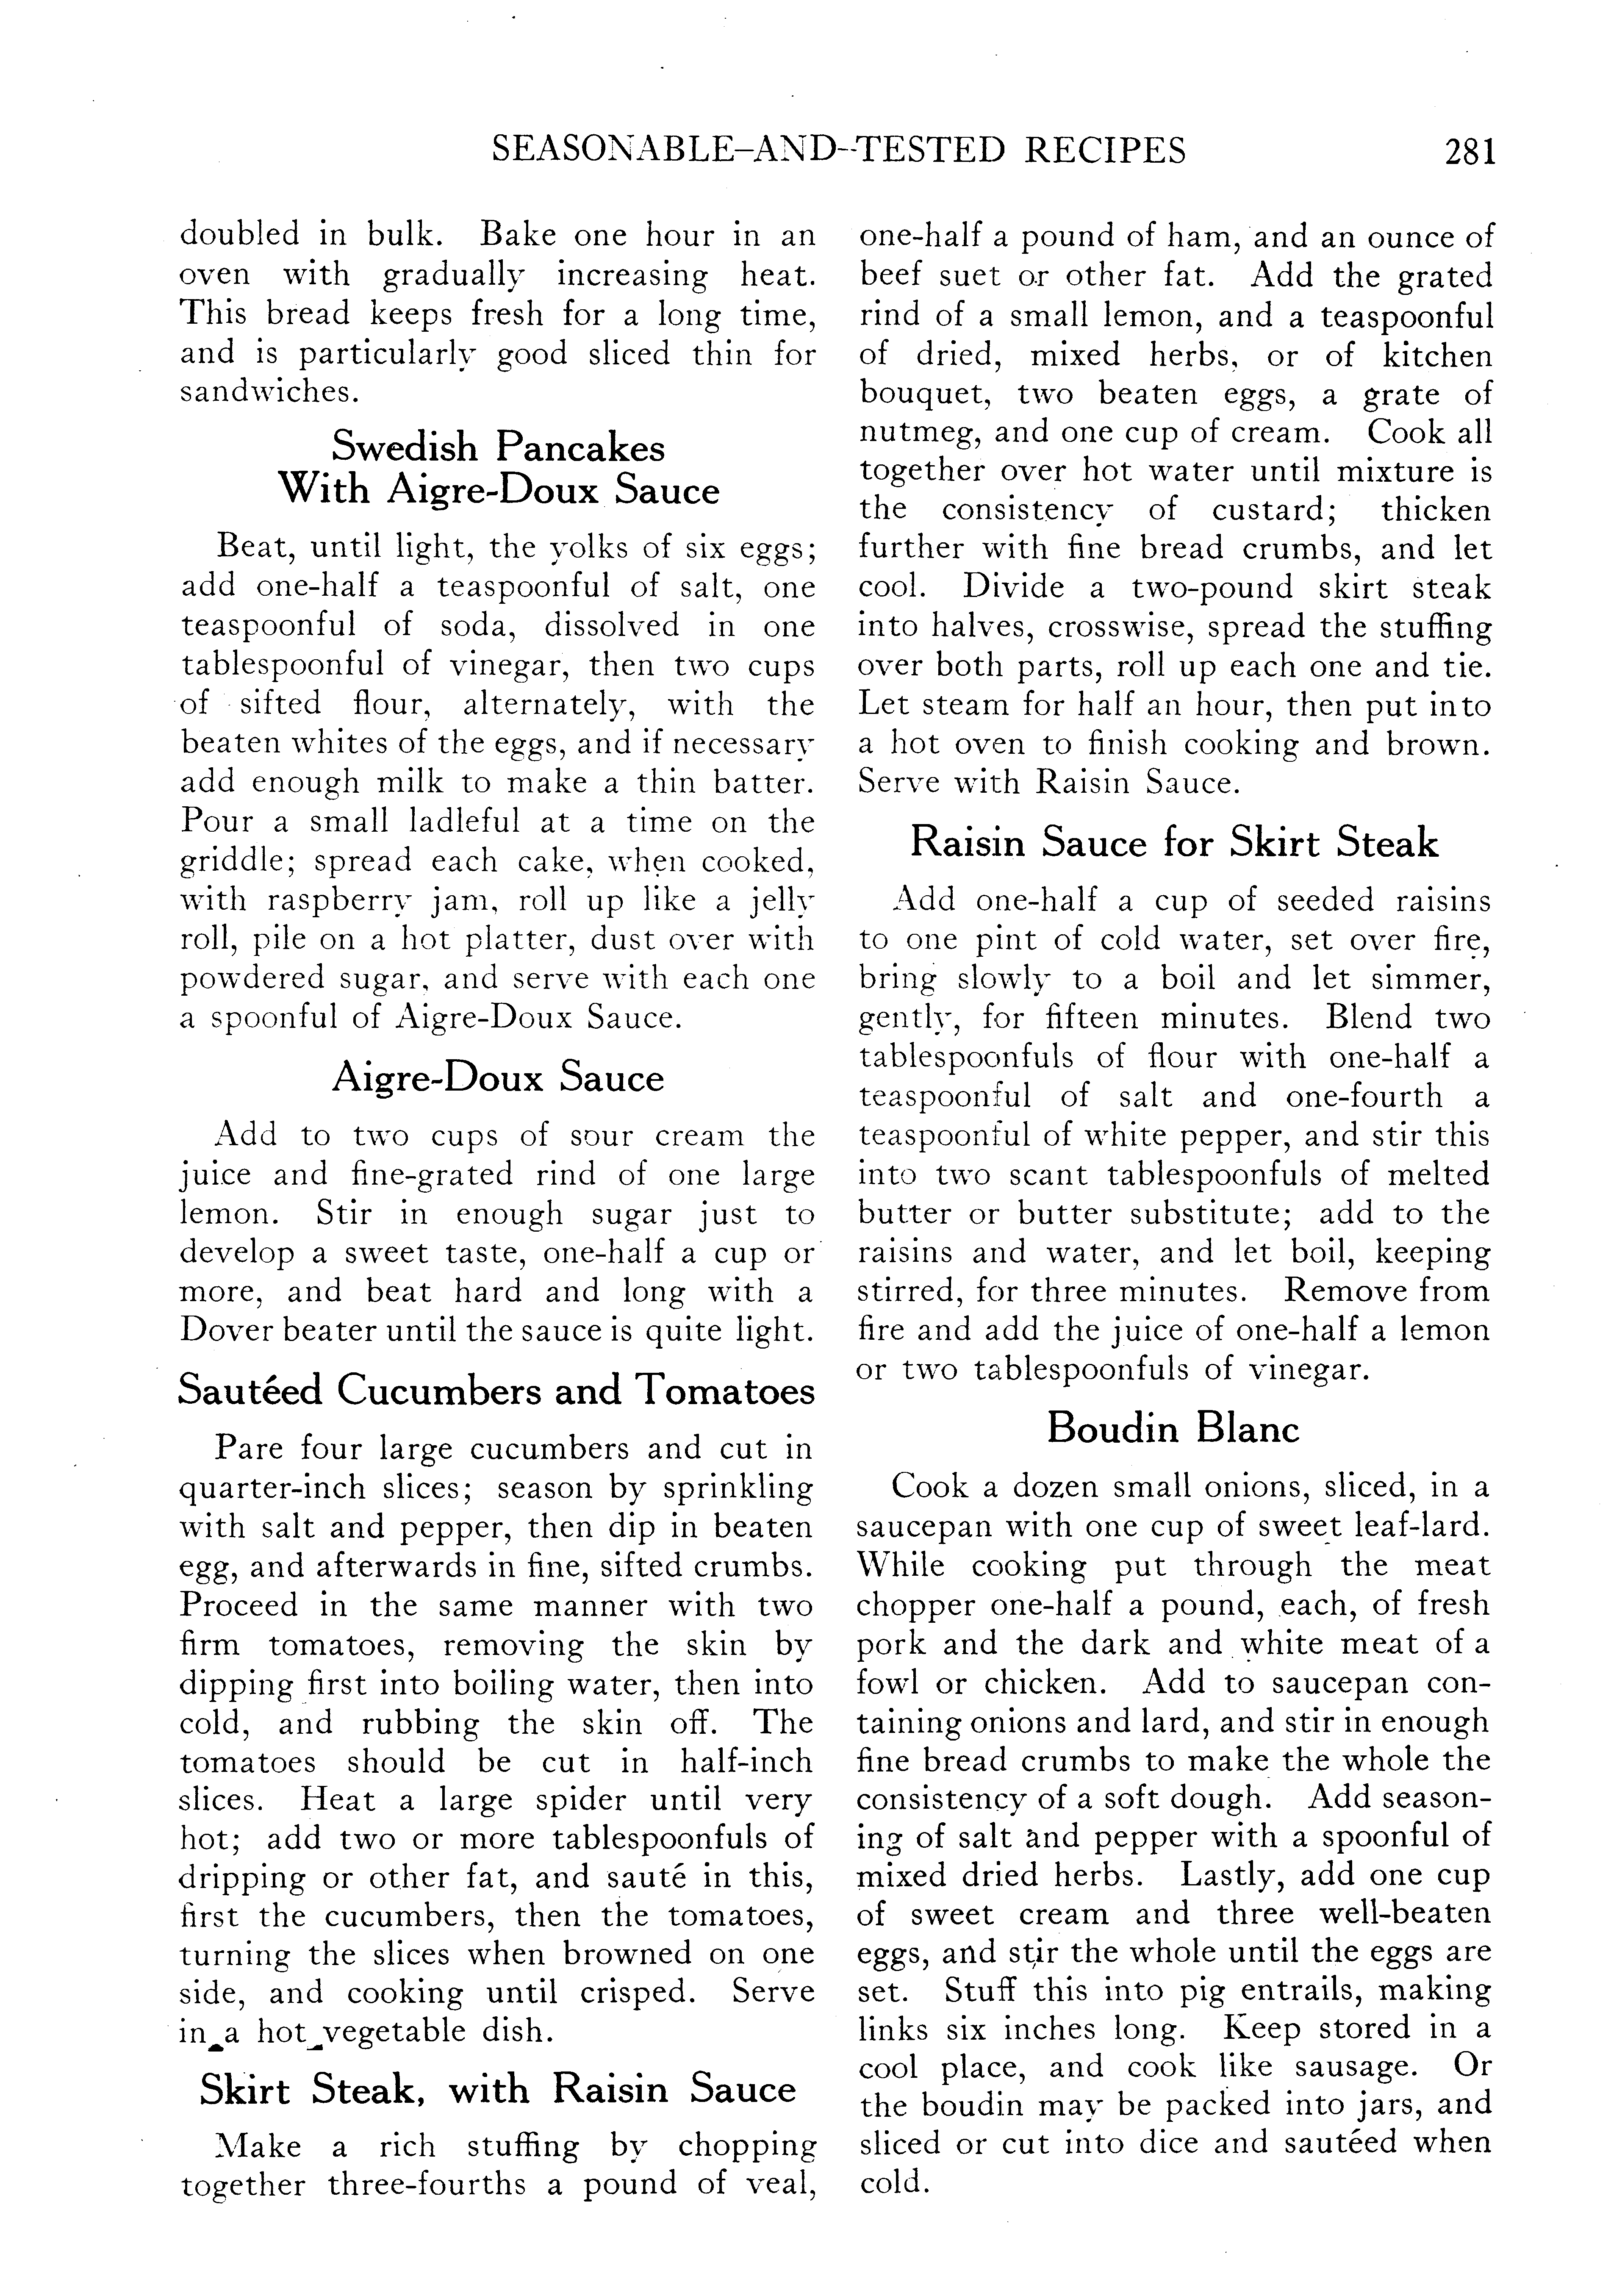 SEASONABLE–AND–TESTED RECIPES 281
doubled in bulk. Bake one hour in an
oven with gradually increasing heat.
This bread keeps fresh for a long time,
and is particularly good sliced thin for
sandwiches.
Swedish Pancakes
With Aigre-Doux Sauce
Beat, until light, the yolks of six eggs;
add one-half a teaspoonful of salt, one
teaspoonful of soda, dissolved in one
tablespoonful of vinegar, then two cups
of sifted flour, alternately, with the
beaten whites of the eggs, and if necessary
add enough milk to make a thin batter.
Pour a small ladleful at a time on the
griddle; spread each cake, when cooked,
with raspberry jam, roll up like a jelly
roll, pile on a hot platter, dust over with
powdered sugar, and serve with each one
a spoonful of Aigre-Doux Sauce.
Aigre-Doux Sauce
Add to two cups of sour cream the
juice and fine-grated rind of one large
lemon. Stir in enough sugar just to
develop a sweet taste, one-half a cup or
more, and beat hard and long with a
Dover beater until the sauce is quite light.
Sautéed Cucumbers and Tomatoes
Pare four large cucumbers and cut in
quarter-inch slices; season by sprinkling
with salt and pepper, then dip in beaten
egg, and afterwards in fine, sifted crumbs.
Proceed in the same manner with two
firm tomatoes, removing the skin by
dipping first into boiling water, then into
cold, and rubbing the skin off. The
tomatoes should be cut in half-inch
slices. Heat a large spider until very
hot; add two or more tablespoonfuls of
dripping or other fat, and sauté in this,
first the cucumbers, then the tomatoes,
turning the slices when browned on one
side, and cooking until crisped. Serve
in a hot vegetable dish.
Skirt Steak, with Raisin Sauce
Make a rich stuffing by chopping
together three-fourths a pound of veal,
one-half a pound of ham, and an ounce of
beef suet or other fat. Add the grated
rind of a small lemon, and a teaspoonful
of dried, mixed herbs, or of kitchen
bouquet, two beaten eggs, a grate of
nutmeg, and one cup of cream. Cook all
together over hot water until mixture is
the consistency of custard; thicken
further with fine bread crumbs, and let
cool. Divide a two-pound skirt steak
into halves, crosswise, spread the stuffing
over both parts, roll up each one and tie.
Let steam for half an hour, then put into
a hot oven to finish cooking and brown.
Serve with Raisin Sauce.
Raisin Sauce for Skirt Steak
Add one-half a cup of seeded raisins
to one pint of cold water, set over fire,
bring slowly to a boil and let simmer,
gently, for fifteen minutes. Blend two
tablespoonfuls of flour with one-half a
teaspoonful of salt and one-fourth a
teaspoonful of white pepper, and stir this
into two scant tablespoonfuls of melted
butter or butter substitute; add to the
raisins and water, and let boil, keeping
stirred, for three minutes. Remove from
fire and add the juice of one-half a lemon
or two tablespoonfuls of vinegar.
Boudin Blanc
Cook a dozen small onions, sliced, in a
saucepan with one cup of sweet leaf-lard.
While cooking put through the meat
chopper one-half a pound, each, of fresh
pork and the dark and white meat of a
fowl or chicken. Add to saucepan con-
taining onions and lard, and stir in enough
fine bread crumbs to make the whole the
consistency of a soft dough. Add season-
ing of salt and pepper with a spoonful of
mixed dried herbs. Lastly, add one cup
of sweet cream and three well-beaten
eggs, and stir the whole until the eggs are
set. Stuff this into pig entrails, making
links six inches long. Keep stored in a
cool place, and cook like sausage. Or
the boudin may be packed into jars, and
sliced or cut into dice and sautéed when
cold.